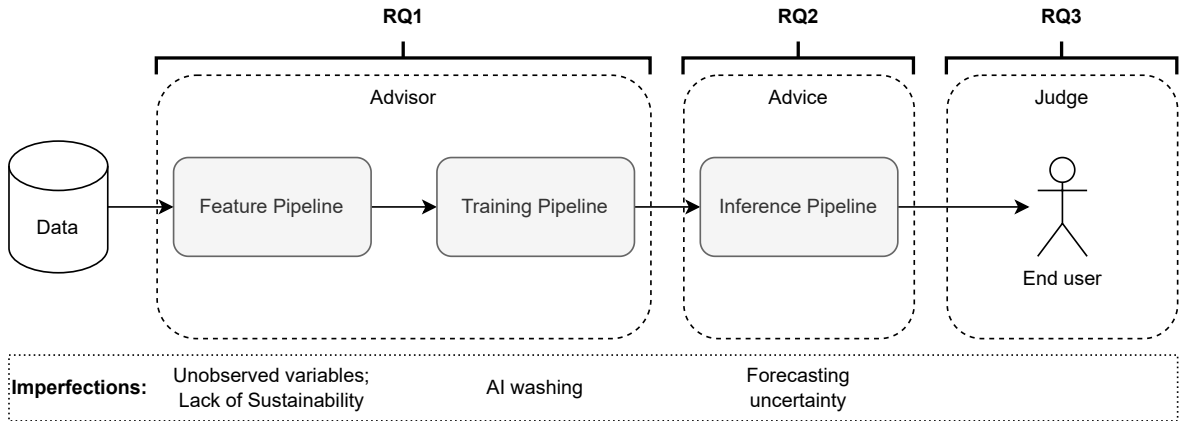 RQ1
RQ2
RQ3
Advisor
Advice
Judge
Data
Feature Pipeline
Training Pipeline
Inference Pipeline
End user
Imperfections:
Unobserved variables;
Lack of Sustainability
AI washing
Forecasting
uncertainty